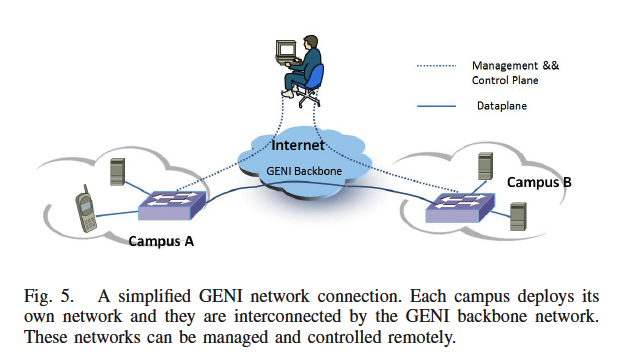 Management &&
Control Plane
Dataplane
Internet
GENI Backbone
Campus B
Campus A
Fig. 5. A simplified GENI network connection. Each campus deploys its
own network and they are interconnected by the GENI backbone network.
These networks can be managed and controlled remotely.